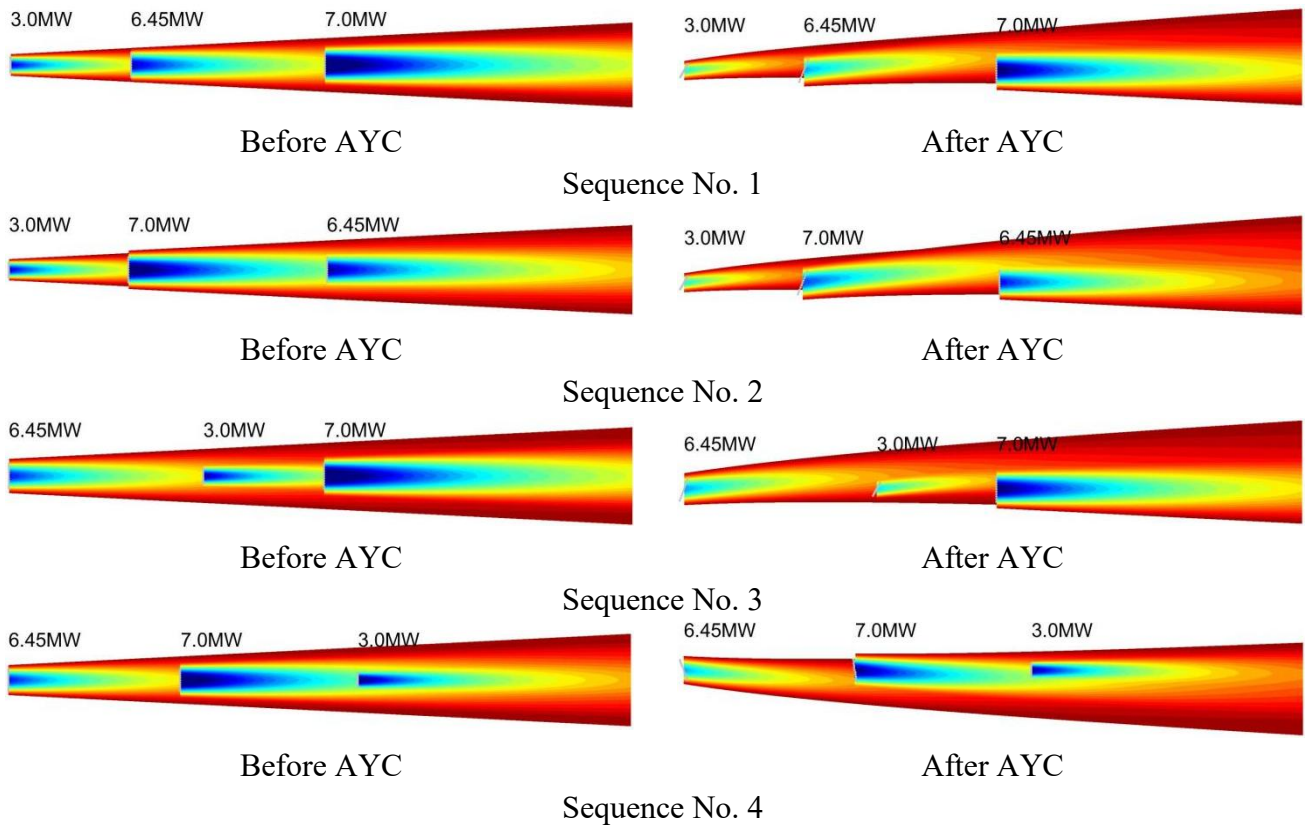 3.0MW 6.45MW 7.0MW 3.0MW 6.45MW 7.0MW
Before AYC After AYC
Sequence No. 1
3.0MW 7.0MW 6.45MW 3.0MW 7.0MW 6.45MW
Before AYC After AYC
Sequence No. 2
6.45MW 3.0MW 7.0MW 6.45MW 3.0MW 7.0MW
Before AYC After AYC
Sequence No. 3
6.45MW 7.0MW 3.0MW 6.45MW 7.0MW 3.0MW
Before AYC After AYC
Sequence No. 4